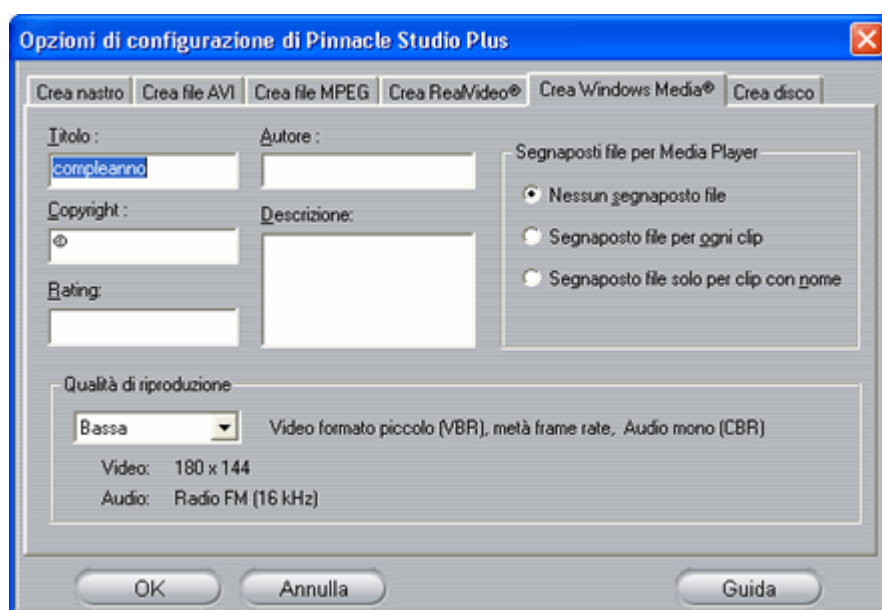 Opzioni di configurazione di Pinnacle Studio Plus
Crea nastro Crea file AVI Crea file MPEG Crea RealVideo® Crea Windows Media® Crea disco
Titolo :
compleanno
Autore :
Copyright :
©
Descrizione:
Rating:
Segnaposti file per Media Player
Nessun segnaposto file
Segnaposto file per ogni clip
Segnaposto file solo per clip con nome
Qualità di riproduzione
Bassa Video formato piccolo (VBR), metà frame rate, Audio mono (CBR)
Video: 180 x 144
Audio: Radio FM (16 kHz)
OK Annulla Guida